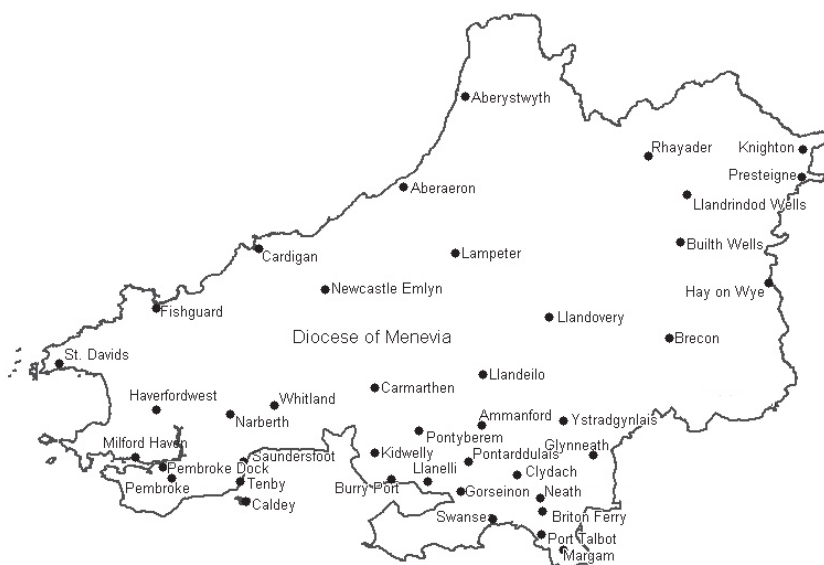 Aberystwyth
Rhayader
Knighton
Presteigne
Aberaeron
Llandrindod Wells
Builth Wells
Cardigan
Lampeter
Newcastle Emlyn
Hay on Wye
Fishguard
Llandovery
Diocese of Menevia
Brecon
St. Davids
Llandeilo
Carmarthen
Haverfordwest
Whitland
Narberth
Ammanford
Ystradgynlais
Pontyberem
Milford Haven
Saundersfoot
Kidwelly
Pontarddulais
Glynneath
Pembroke Dock
Llanelli
Clydach
Pembroke
Tenby
Burry Port
Gorseinon
Neath
Caldey
Swansea
Briton Ferry
Port Talbot
Margam